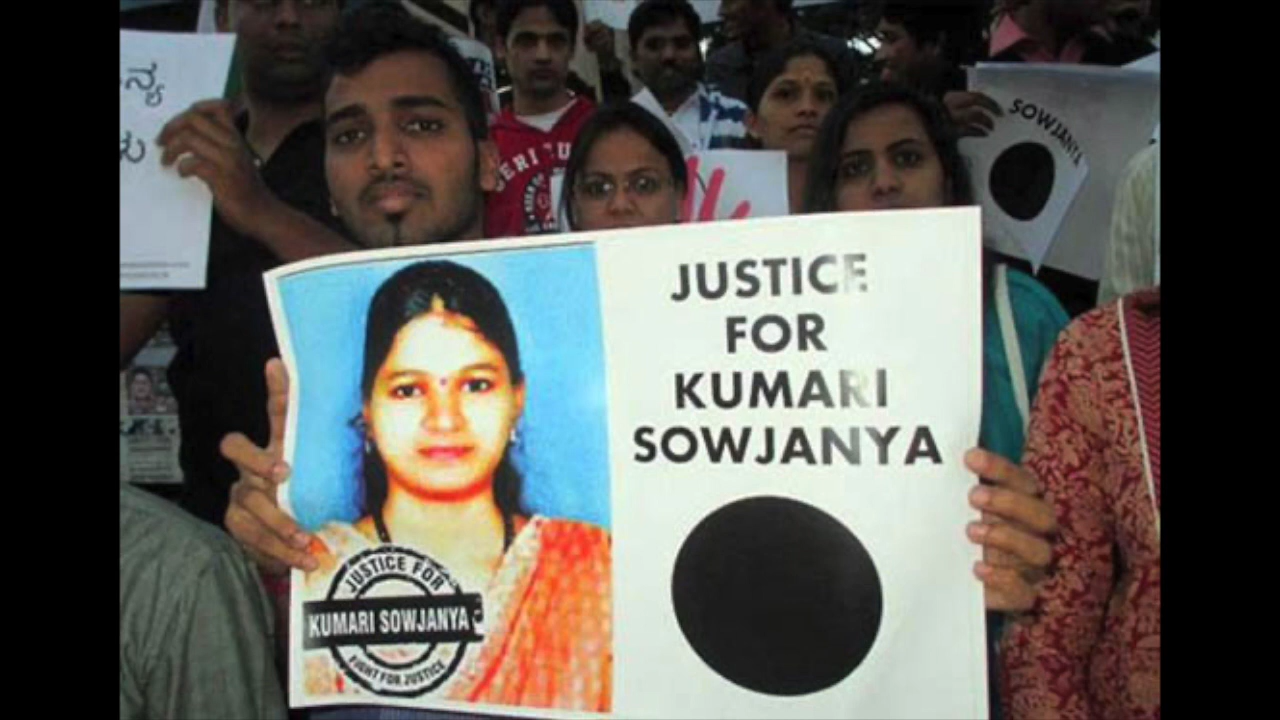 ನ್ಯ
ಳು
SOWJANYA
JUSTICE
FOR
KUMARI
SOWJANYA
JUSTICE FOR
KUMARI SOWJANYA
FIGHT FOR JUSTICE